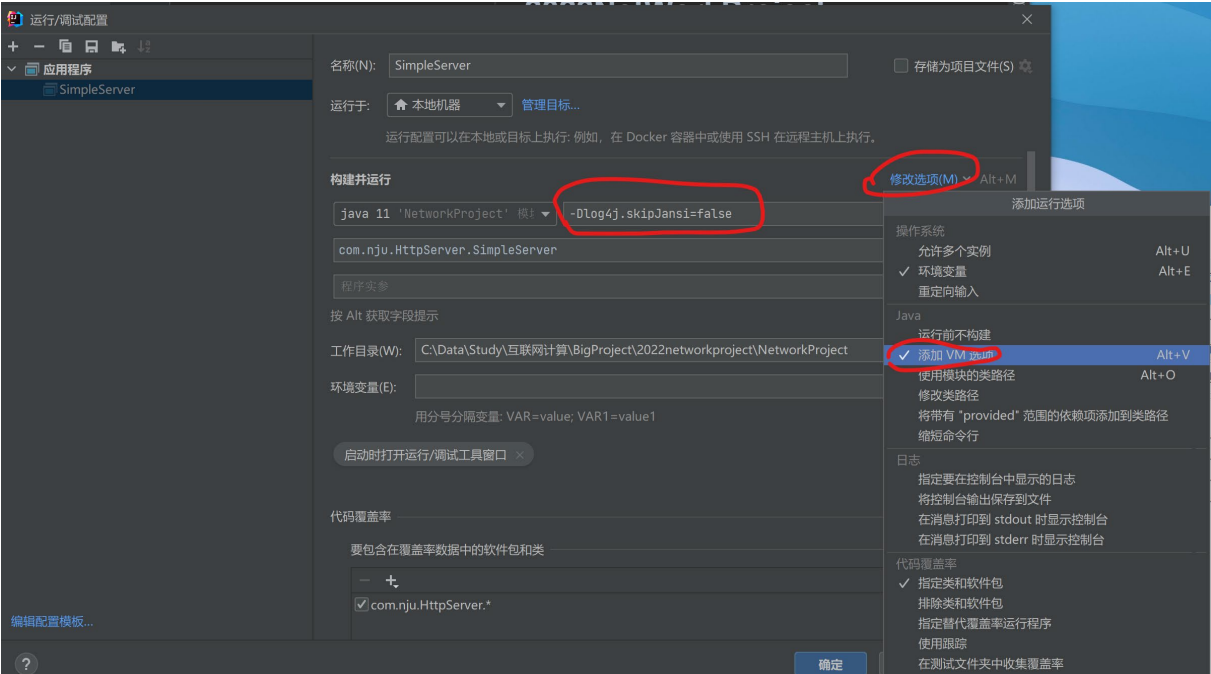 运行/调试配置
应用程序
SimpleServer
名称(N): SimpleServer
存储为项目文件(S)
运行于: 本地机器 管理目标...
运行配置可以在本地或目标上执行: 例如，在 Docker 容器中或使用 SSH 在远程主机上执行。
构建并运行
修改选项(M) Alt+M
java 11 'NetworkProject' -Dlog4j.skipJansi=false
com.nju.HttpServer.SimpleServer
程序实参
按 Alt 获取字段提示
工作目录(W): C:\Data\Study\互联网计算\BigProject\2022networkproject\NetworkProject
环境变量(E):
用分号分隔变量: VAR=value; VAR1=value1
启动时打开运行/调试工具窗口
代码覆盖率
要包含在覆盖率数据中的软件包和类
com.nju.HttpServer.*
编辑配置模板...
?
确定
添加运行选项
操作系统
允许多个实例 Alt+U
环境变量 Alt+E
重定向输入
Java
运行前不构建
添加 VM 选项 Alt+V
使用模块的类路径 Alt+O
修改类路径
将带有 "provided" 范围的依赖项添加到类路径
缩短命令行
日志
指定要在控制台中显示的日志
将控制台输出保存到文件
在消息打印到 stdout 时显示控制台
在消息打印到 stderr 时显示控制台
代码覆盖率
指定类和软件包
排除类和软件包
指定替代覆盖率运行程序
使用跟踪
在测试文件夹中收集覆盖率